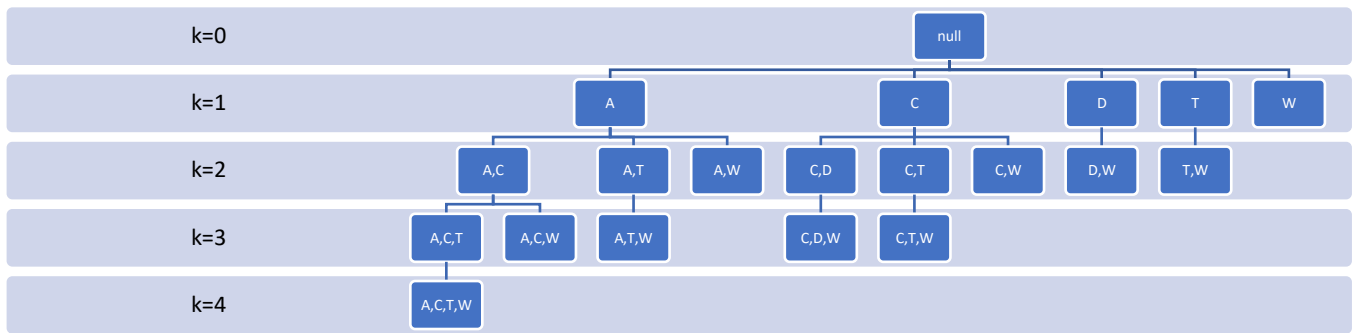 k=0
null
k=1
A
C
D
T
W
k=2
A,C
A,T
A,W
C,D
C,T
C,W
D,W
T,W
k=3
A,C,T
A,C,W
A,T,W
C,D,W
C,T,W
k=4
A,C,T,W